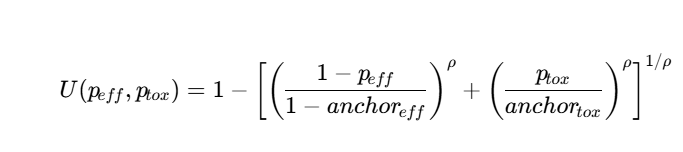 U(p_{eff}, p_{tox}) = 1 - \left[ \left( \frac{1 - p_{eff}}{1 - anchor_{eff}} \right)^{\rho} + \left( \frac{p_{tox}}{anchor_{tox}} \right)^{\rho} \right]^{1/\rho}